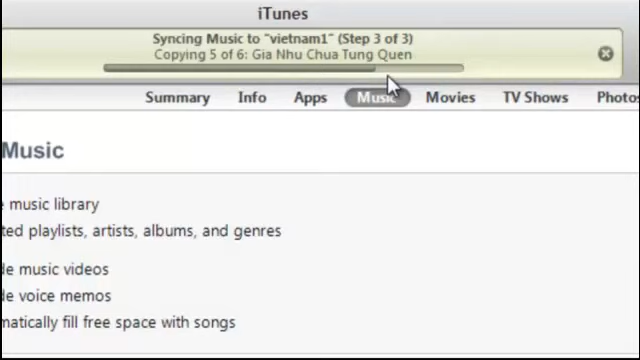 iTunes
Syncing Music to "vietnam1" (Step 3 of 3)
Copying 5 of 6: Gia Nhu Chua Tung Quen
Summary Info Apps Music Movies TV Shows Photo
Music
e music library
ted playlists, artists, albums, and genres
de music videos
de voice memos
matically fill free space with songs